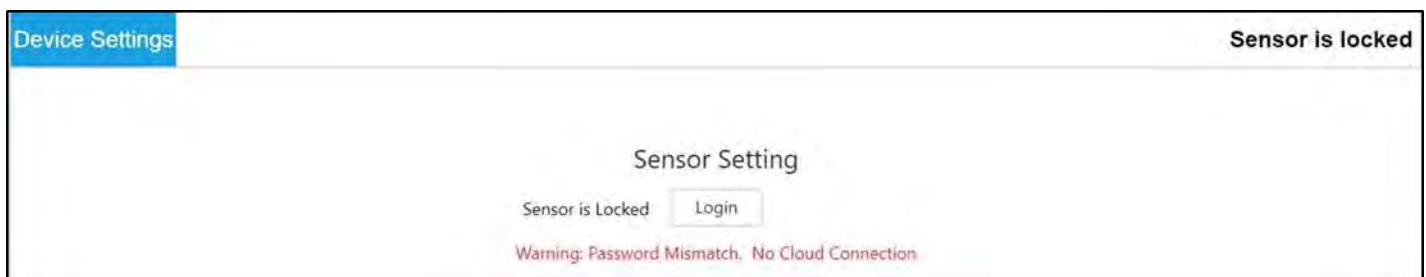 Device Settings
Sensor is locked
Sensor Setting
Sensor is Locked
Login
Warning: Password Mismatch, No Cloud Connection